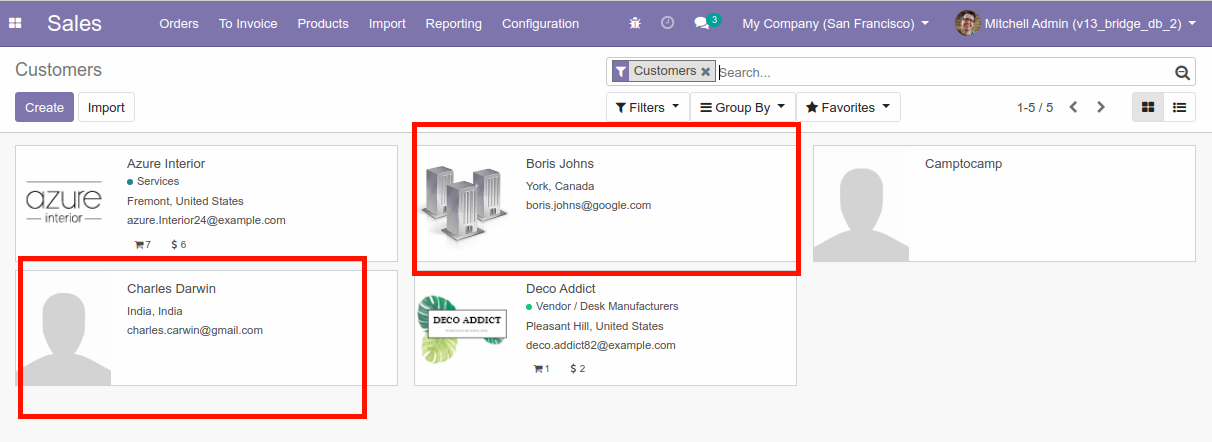 Sales
Orders
To Invoice
Products
Import
Reporting
Configuration
3
My Company (San Francisco)
Mitchell Admin (v13_bridge_db_2)
Customers
Customers
Search...
Create
Import
Filters
Group By
Favorites
1-5 / 5
azure
interior
Azure Interior
Services
Fremont, United States
azure.Interior24@example.com
7
$ 6
Boris Johns
York, Canada
boris.johns@google.com
Camptocamp
Charles Darwin
India, India
charles.carwin@gmail.com
DECO ADDICT
Deco Addict
Vendor / Desk Manufacturers
Pleasant Hill, United States
deco.addict82@example.com
1
$ 2